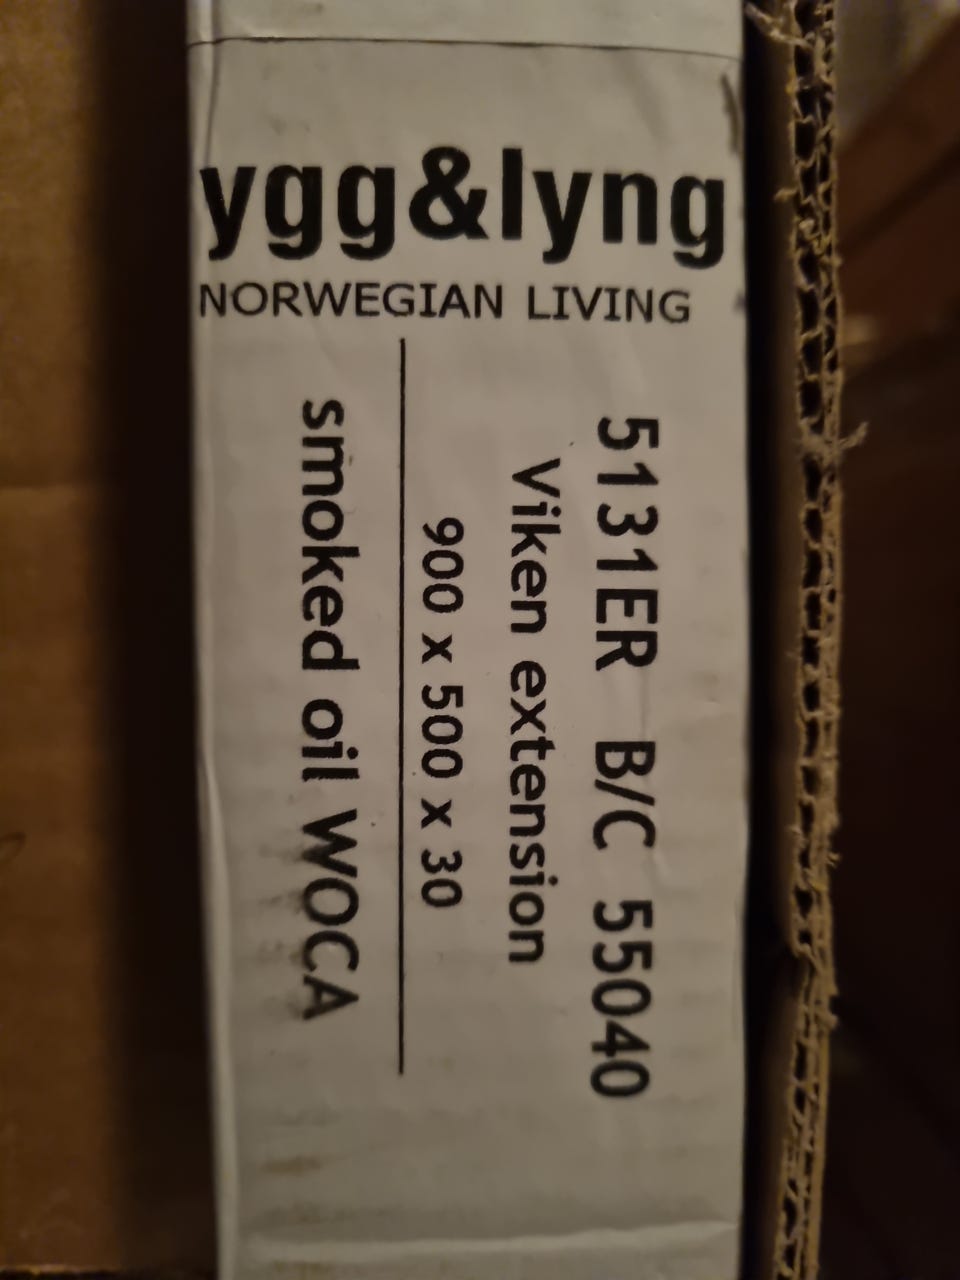 ygg&lyng
NORWEGIAN LIVING
5131ER B/C 55040
Viken extension
900 x 500 x 30
smoked oil WOCA